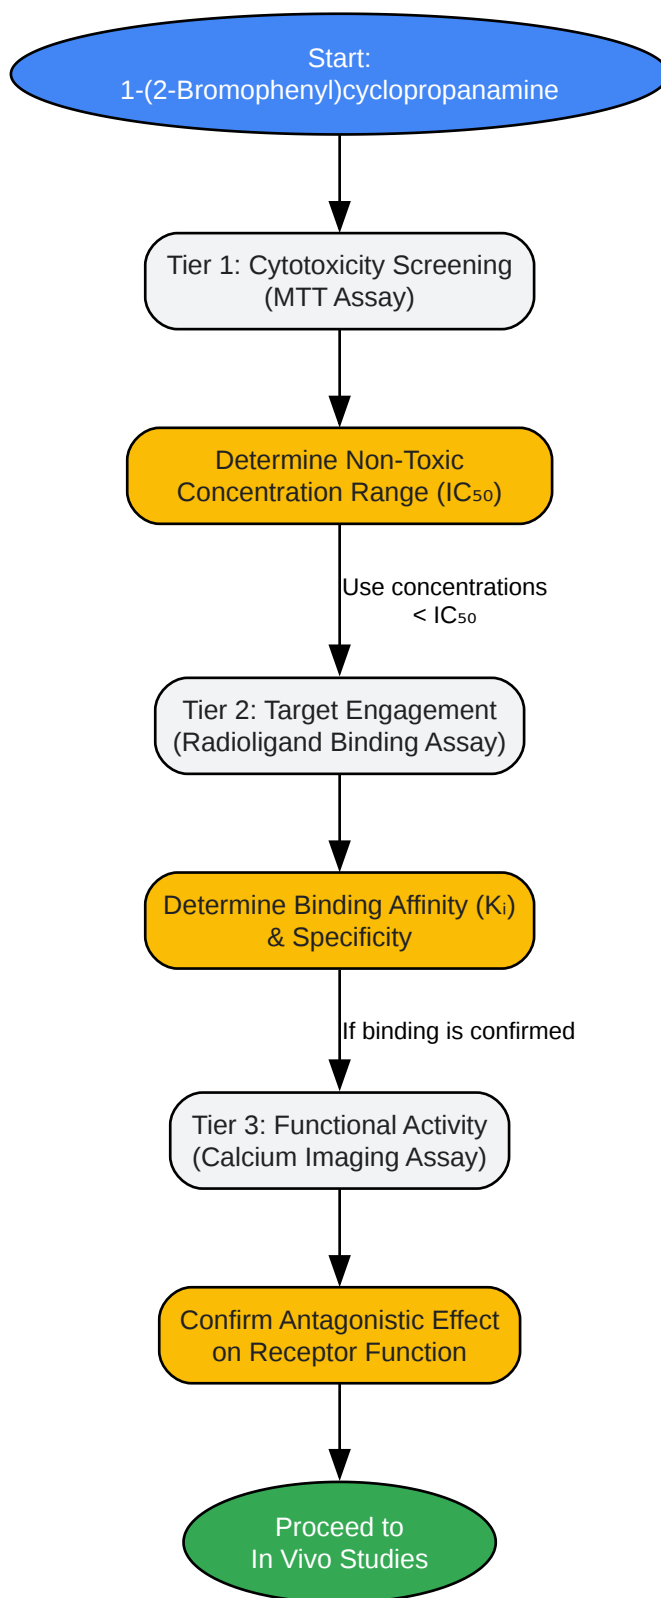 Start:
1-(2-Bromophenyl)cyclopropanamine
Tier 1: Cytotoxicity Screening
(MTT Assay)
Determine Non-Toxic
Concentration Range (IC₅₀)
Use concentrations
< IC₅₀
Tier 2: Target Engagement
(Radioligand Binding Assay)
Determine Binding Affinity (Kᵢ)
& Specificity
If binding is confirmed
Tier 3: Functional Activity
(Calcium Imaging Assay)
Confirm Antagonistic Effect
on Receptor Function
Proceed to
In Vivo Studies